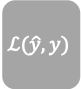 ℒ(ŷ, y)